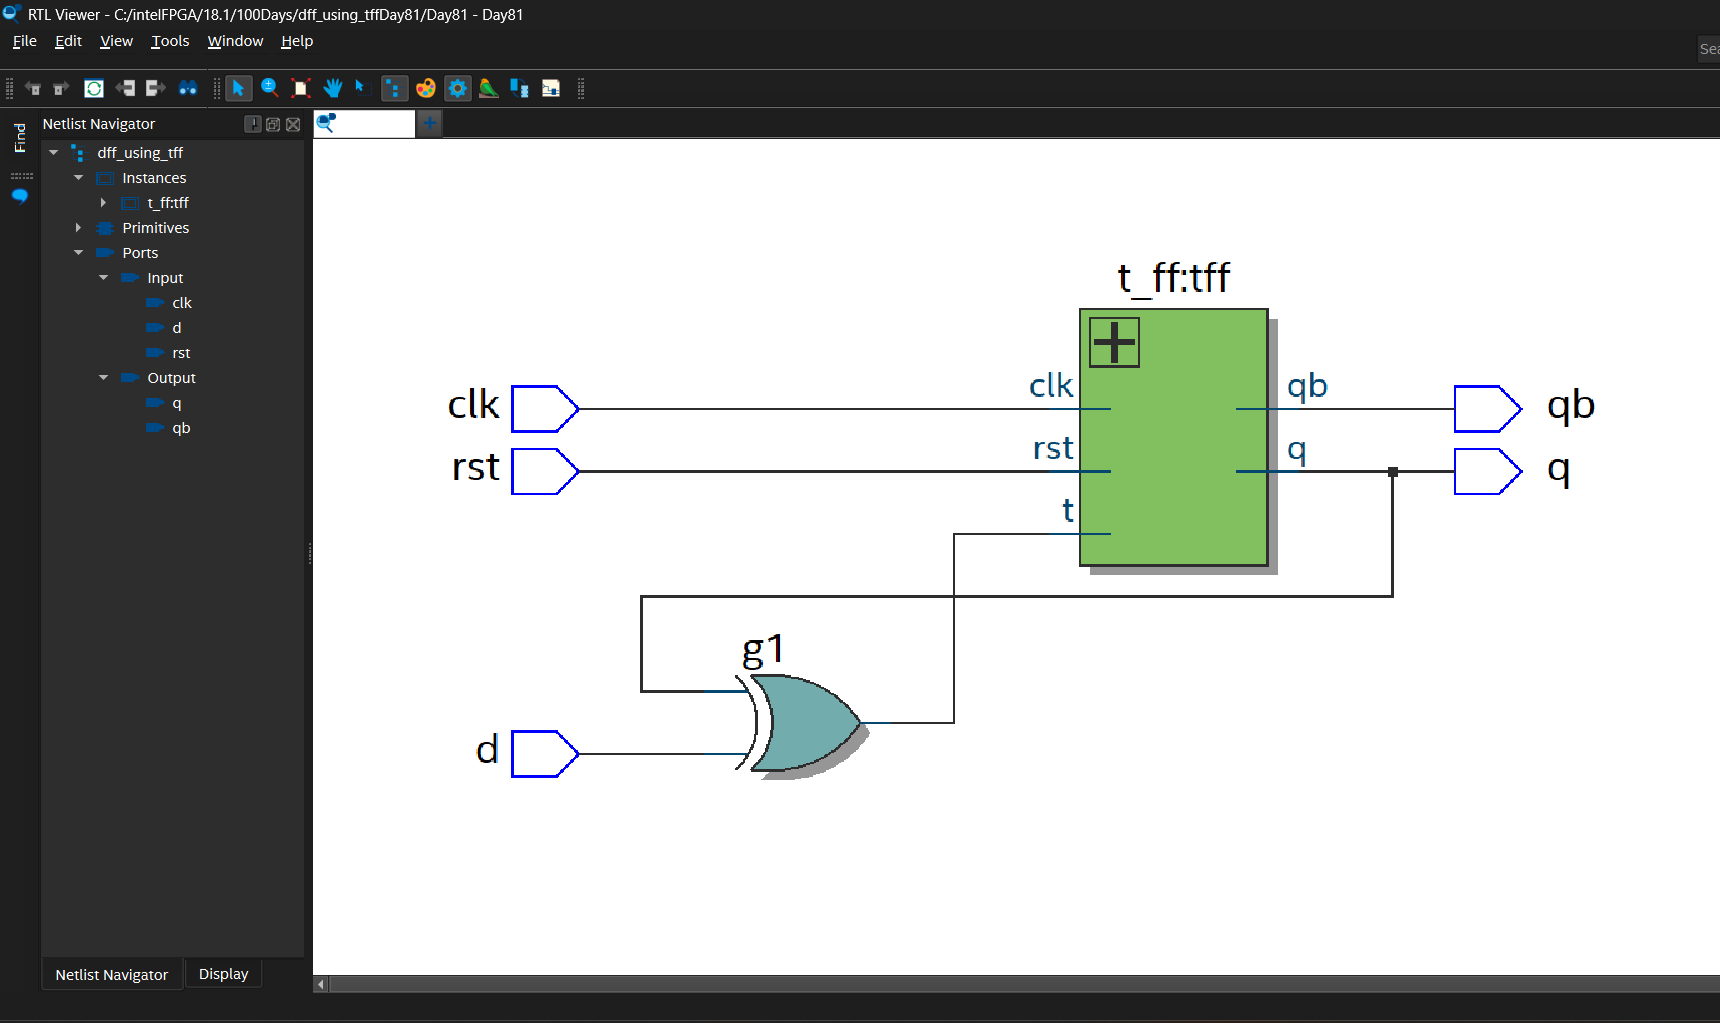 RTL Viewer - C:/intelFPGA/18.1/100Days/dff_using_tffDay81/Day81 - Day81
File Edit View Tools Window Help
Sea
Find
Netlist Navigator
dff_using_tff
Instances
t_ff:tff
Primitives
Ports
Input
clk
d
rst
Output
q
qb
t_ff:tff
clk
clk
qb
qb
rst
rst
q
q
t
g1
d
Netlist Navigator
Display